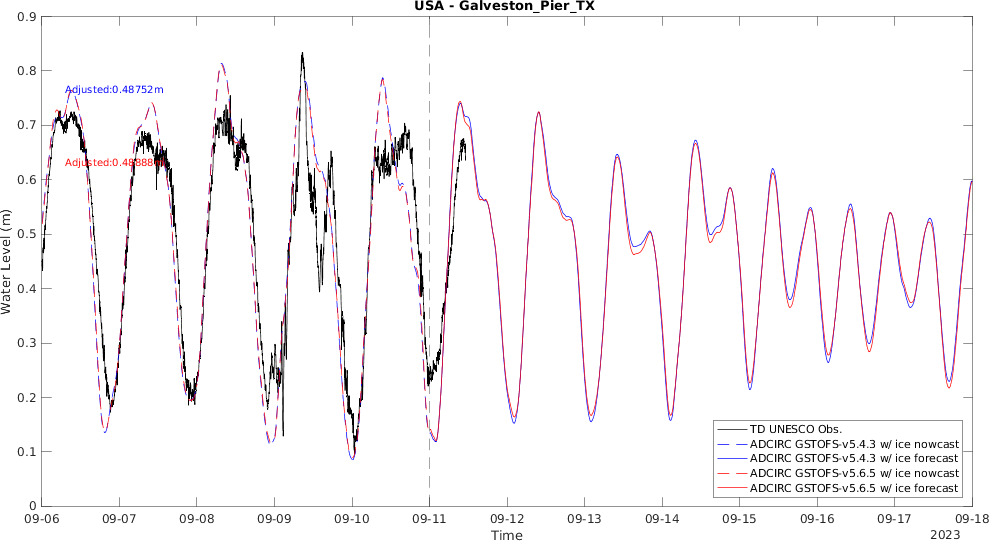 USA - Galveston_Pier_TX
0.9
0.8
0.7
0.6
0.5
0.4
0.3
0.2
0.1
0
Water Level (m)
Adjusted:0.48752m
TD UNESCO Obs.
ADCIRC GSTOFS-v5.4.3 w/ ice nowcast
ADCIRC GSTOFS-v5.4.3 w/ ice forecast
ADCIRC GSTOFS-v5.6.5 w/ ice nowcast
ADCIRC GSTOFS-v5.6.5 w/ ice forecast
09-06 09-07 09-08 09-09 09-10 09-11 09-12 09-13 09-14 09-15 09-16 09-17 09-18
Time
2023